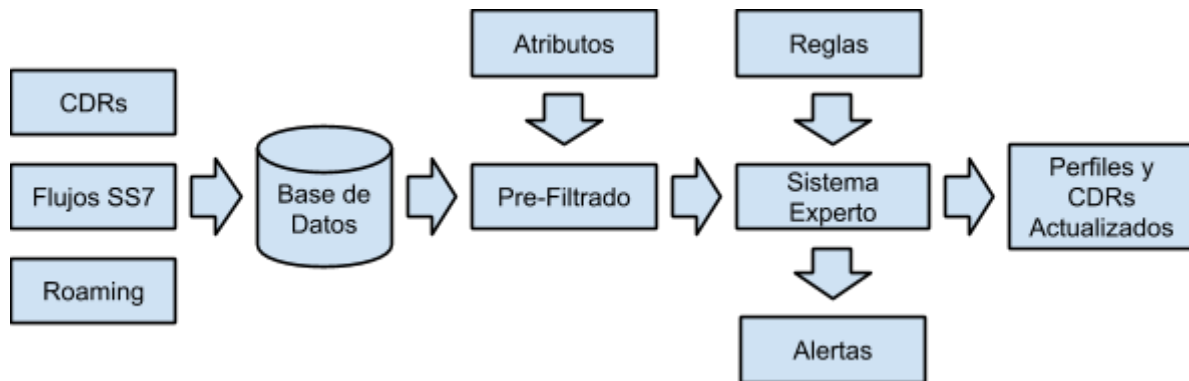 Atributos
Reglas
CDRs
Flujos SS7
Roaming
Base de
Datos
Pre-Filtrado
Sistema
Experto
Perfiles y
CDRs
Actualizados
Alertas